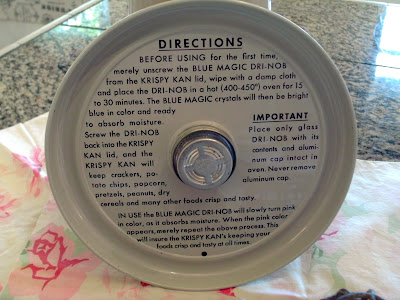 DIRECTIONS
BEFORE USING for the first time,
merely unscrew the BLUE MAGIC DRI-NOB
from the KRISPY KAN lid, wipe with a damp cloth
and place the DRI-NOB in a hot (400-450°) oven for 15
to 30 minutes. The BLUE MAGIC crystals will then be bright
blue in color and ready
to absorb moisture.
Screw the DRI-NOB
back into the KRISPY
KAN lid, and the
KRISPY KAN will
keep crackers, po-
tato chips, popcorn,
pretzels, peanuts, dry
cereals and many other foods crisp and tasty.
IMPORTANT
Place only glass
DRI NOB with its
contents and alumi-
num cap intact in
oven. Never remove
aluminum cap.
IN USE the BLUE MAGIC DRI-NOB will slowly turn pink
in color, as it absorbs moisture. When the pink color
appears, merely repeat the above process. This
will insure the KRISPY KAN's keeping your
foods crisp and tasty at all times.